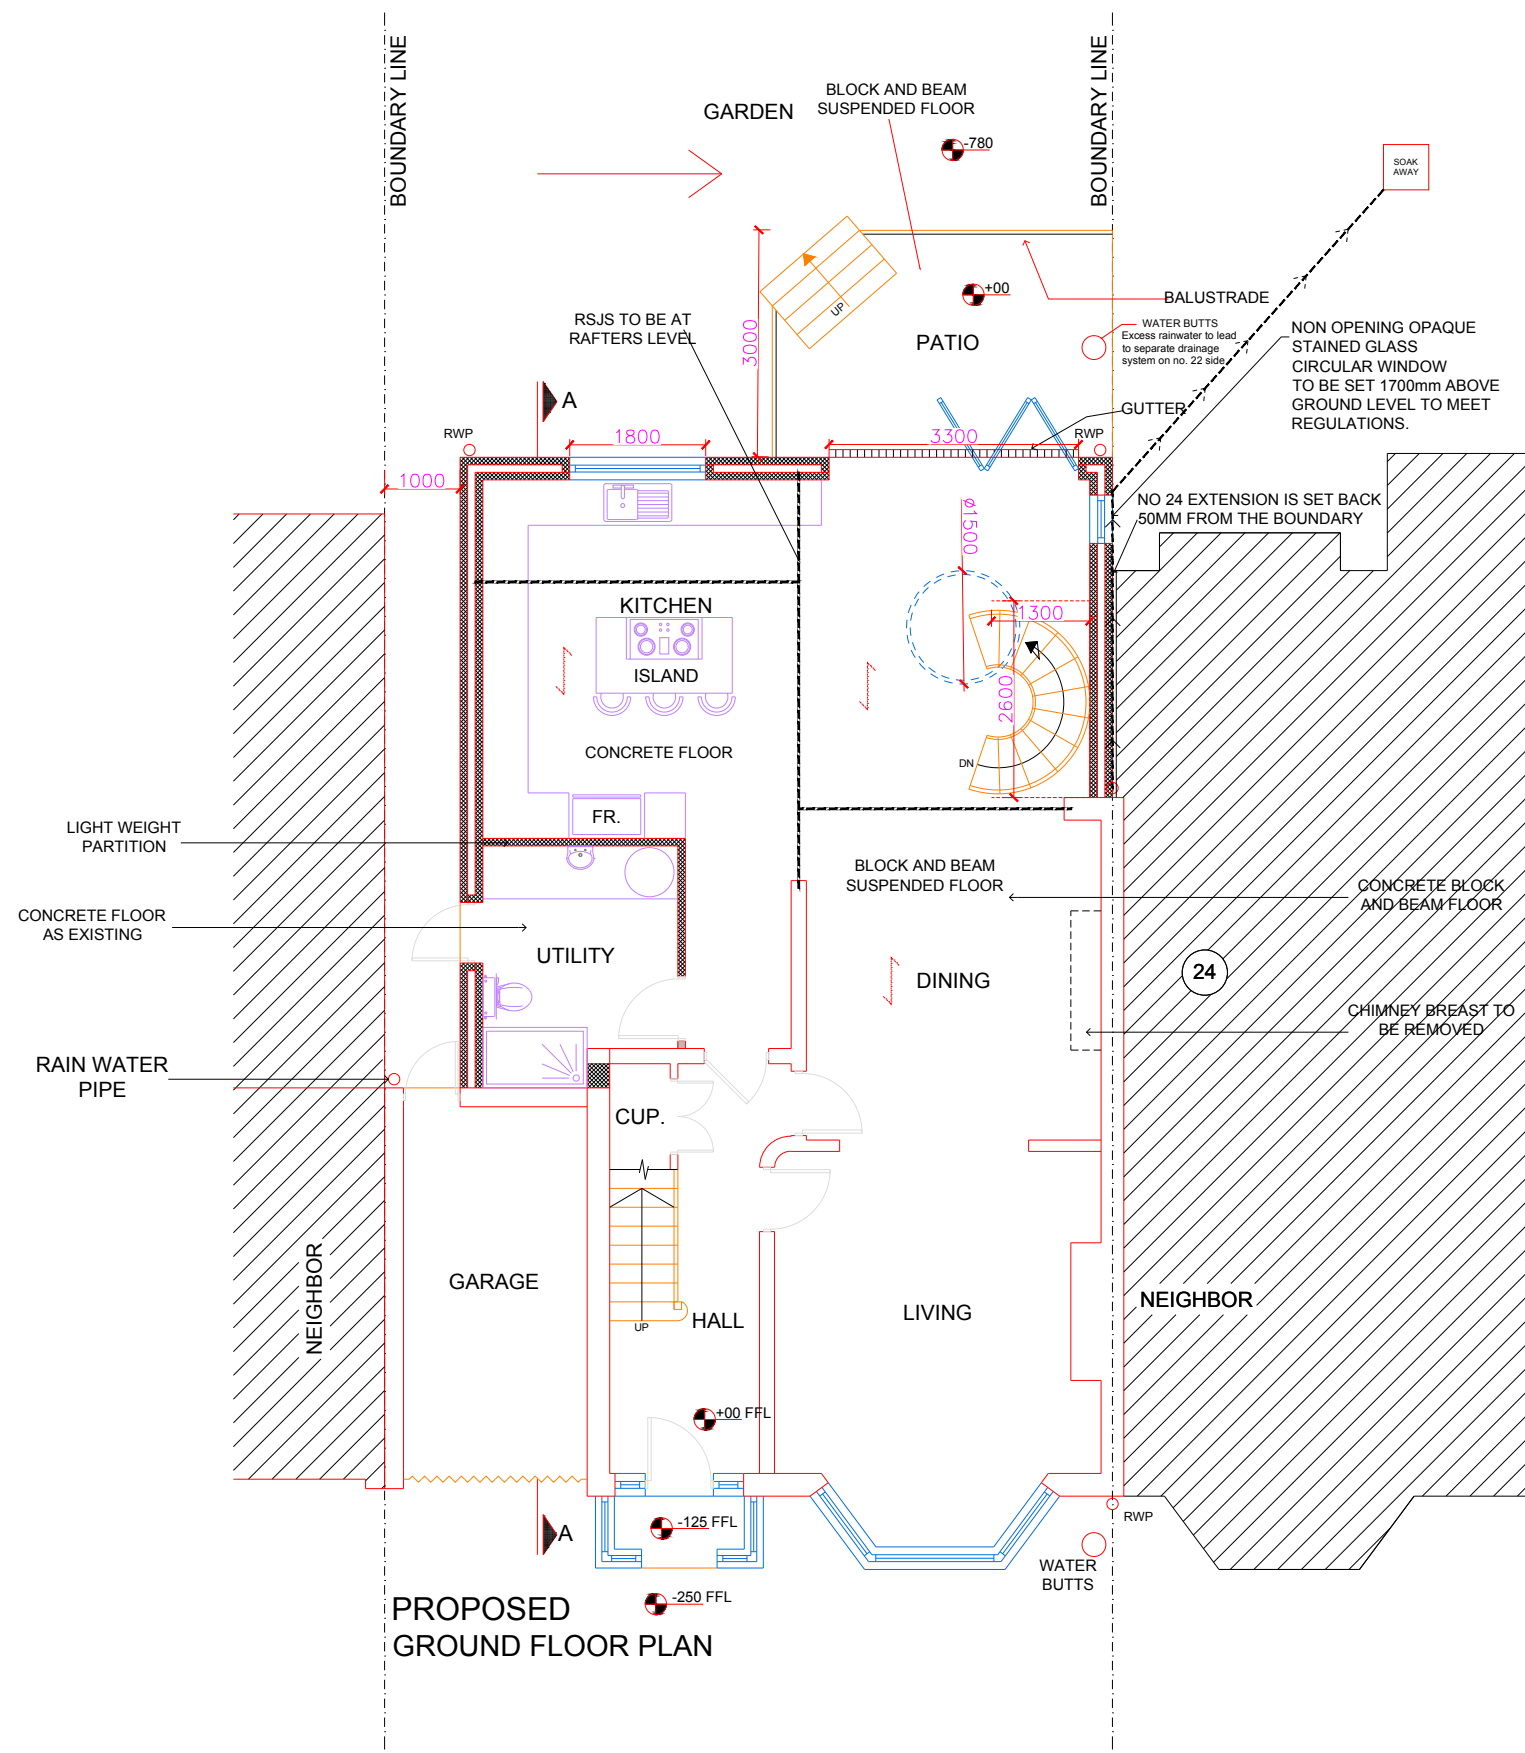 BOUNDARY LINE
BOUNDARY LINE
GARDEN
BLOCK AND BEAM
SUSPENDED FLOOR
-780
SOAK
AWAY
+00
UP
BALUSTRADE
PATIO
WATER BUTTS
Excess rainwater to lead
to separate drainage
system on no. 22 side.
RSJS TO BE AT
RAFTERS LEVEL
3000
NON OPENING OPAQUE
STAINED GLASS
CIRCULAR WINDOW
TO BE SET 1700mm ABOVE
GROUND LEVEL TO MEET
REGULATIONS.
A
GUTTER
RWP
1800
3300
RWP
1000
NO 24 EXTENSION IS SET BACK
50MM FROM THE BOUNDARY
ø1500
KITCHEN
1300
ISLAND
2600
CONCRETE FLOOR
DN
FR.
LIGHT WEIGHT
PARTITION
BLOCK AND BEAM
SUSPENDED FLOOR
CONCRETE BLOCK
AND BEAM FLOOR
CONCRETE FLOOR
AS EXISTING
UTILITY
DINING
24
CHIMNEY BREAST TO
BE REMOVED
RAIN WATER
PIPE
CUP.
NEIGHBOR
GARAGE
UP
HALL
LIVING
NEIGHBOR
+00 FFL
-125 FFL
A
RWP
WATER
BUTTS
-250 FFL
PROPOSED
GROUND FLOOR PLAN